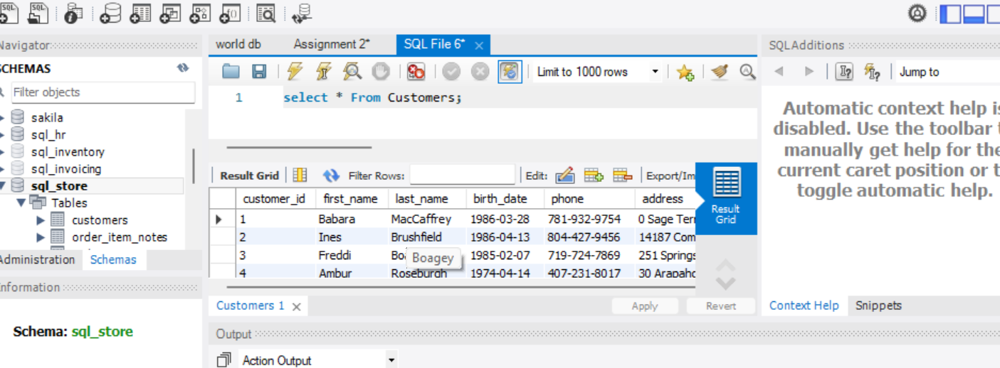 SQL SQL
Navigator
SCHEMAS
Filter objects
sakila
sql_hr
sql_inventory
sql_invoicing
sql_store
Tables
customers
order_item_notes
Administration Schemas
Information
Schema: sql_store
world db Assignment 2* SQL File 6*
Limit to 1000 rows
1 select * From Customers;
Result Grid Filter Rows: Edit: Export/Im
customer_id first_name last_name birth_date phone address
1 Babara MacCaffrey 1986-03-28 781-932-9754 0 Sage Ter
2 Ines Brushfield 1986-04-13 804-427-9456 14187 Com
3 Freddi Boagey 1985-02-07 719-724-7869 251 Springs
4 Ambur Roseburgh 1974-04-14 407-231-8017 30 Arapaho
Result
Grid
Customers 1 Apply Revert
Output
Action Output
SQLAdditions
Jump to
Automatic context help is
disabled. Use the toolbar t
manually get help for the
current caret position or t
toggle automatic help.
Context Help Snippets